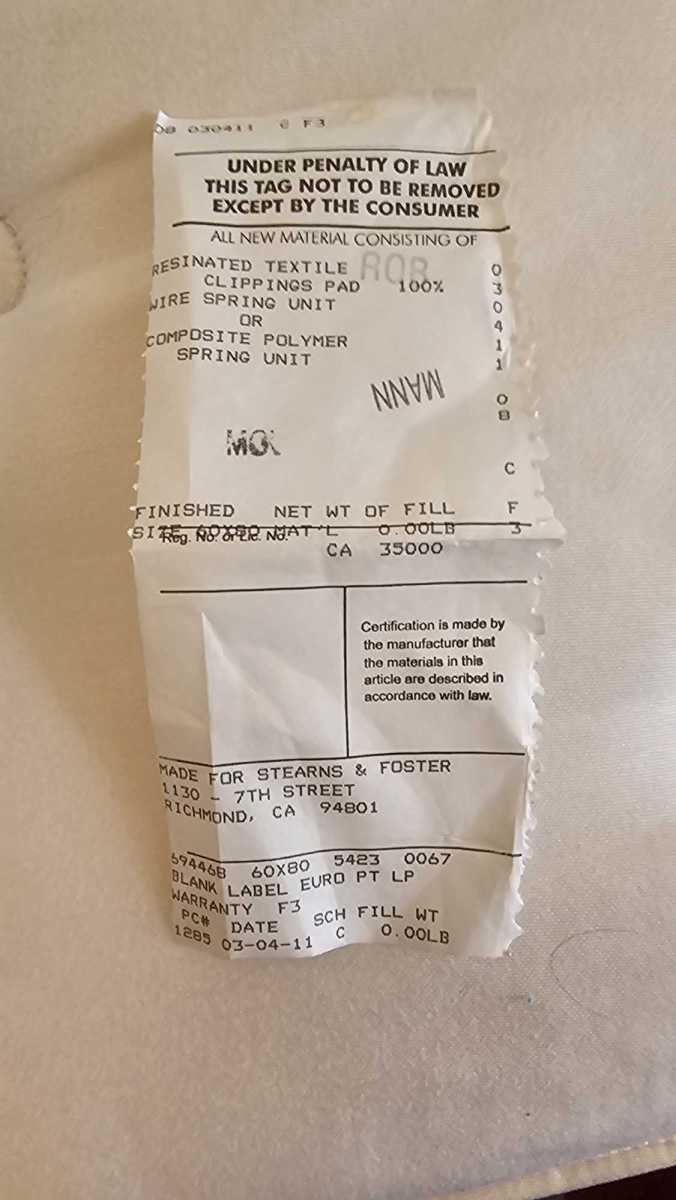 08 030411 C F3
UNDER PENALTY OF LAW
THIS TAG NOT TO BE REMOVED
EXCEPT BY THE CONSUMER
ALL NEW MATERIAL CONSISTING OF
RESINATED TEXTILE
CLIPPINGS PAD 100%
WIRE SPRING UNIT
OR
COMPOSITE POLYMER
SPRING UNIT
030411 08 C F3
MANN
FINISHED NET WT OF FILL
SIZE 60X80 MAT'L 0.00LB
Reg. No. or Lic. No.
CA 35000
Certification is made by
the manufacturer that
the materials in this
article are described in
accordance with law.
MADE FOR STEARNS & FOSTER
1130 - 7TH STREET
RICHMOND, CA 94801
69446B 60X80 5423 0067
BLANK LABEL EURO PT LP
WARRANTY F3
PC# DATE SCH FILL WT
1285 03-04-11 C 0.00LB